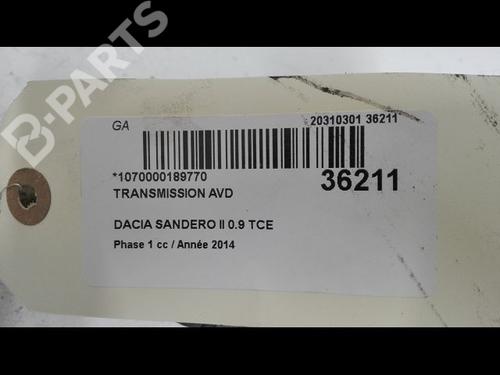 B-PARTS
GA
20310301 36211
*1070000189770
36211
TRANSMISSION AVD
DACIA SANDERO II 0.9 TCE
Phase 1 cc / Année 2014